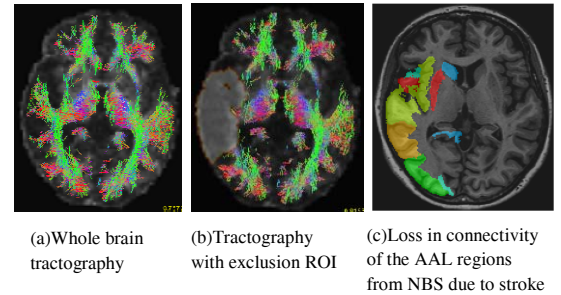 (a)Whole brain
tractography
(b)Tractography
with exclusion ROI
(c)Loss in connectivity
of the AAL regions
from NBS due to stroke